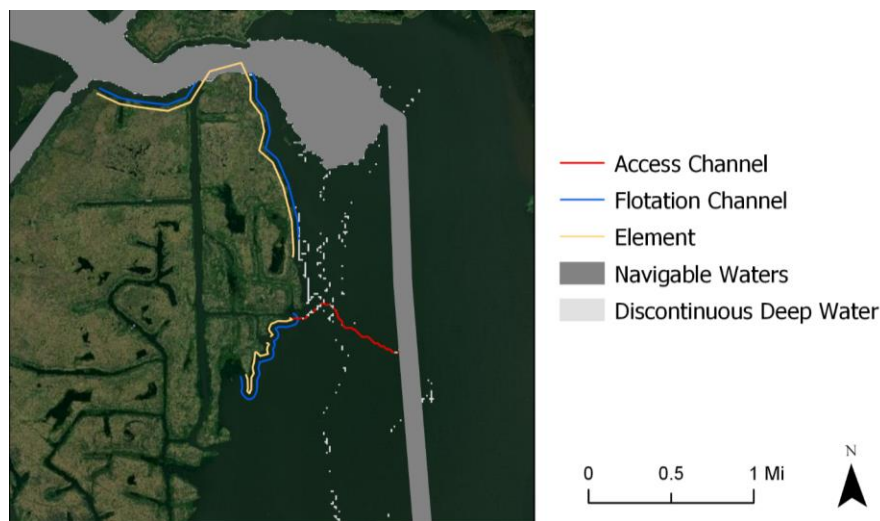 Access Channel
Flotation Channel
Element
Navigable Waters
Discontinuous Deep Water
N
0 0.5 1 Mi